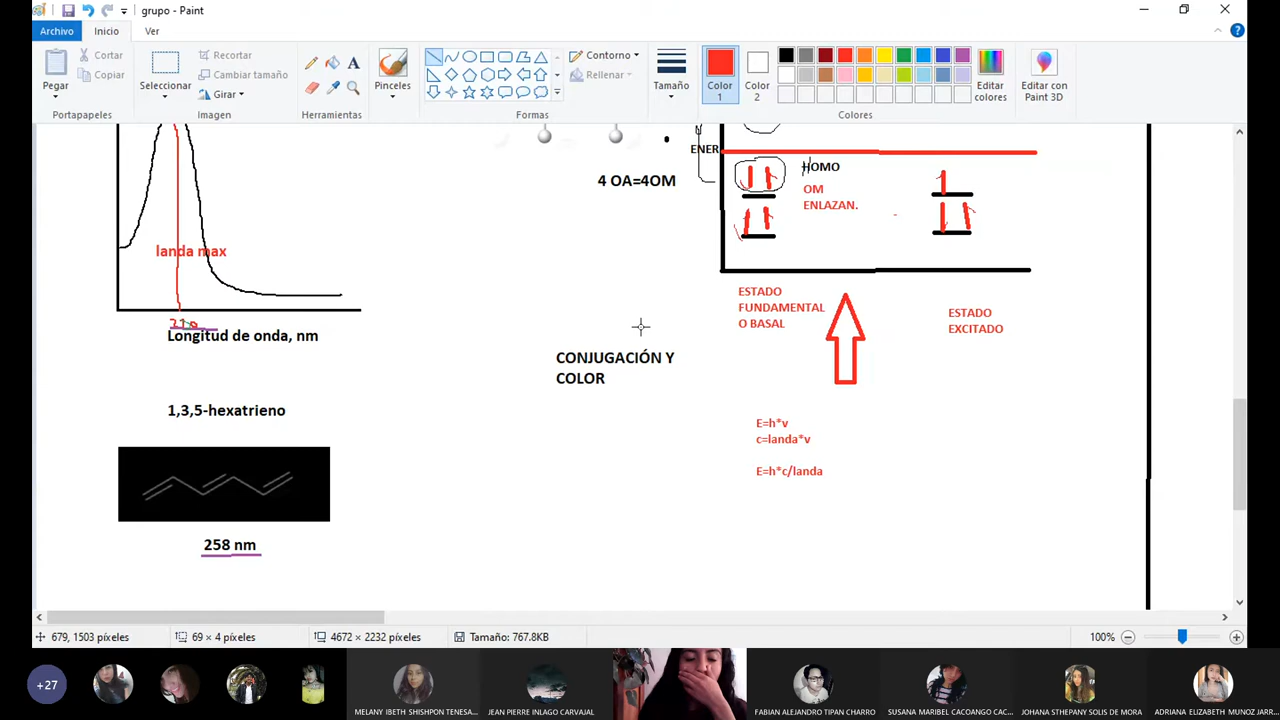 grupo - Paint
Archivo
Inicio
Ver
Pegar
Cortar
Copiar
Portapapeles
Seleccionar
Recortar
Cambiar tamaño
Girar
Imagen
Herramientas
Pinceles
Contorno
Rellenar
Formas
Tamaño
Color
1
Color
2
Editar
colores
Colores
Editar con
Paint 3D
landa max
210
Longitud de onda, nm
1,3,5-hexatrieno
258 nm
4 OA=4OM
CONJUGACIÓN Y
COLOR
ENER
HOMO
OM
ENLAZAN.
ESTADO
FUNDAMENTAL
O BASAL
ESTADO
EXCITADO
E=h*v
c=landa*v
E=h*c/landa
679, 1503 píxeles
69 × 4 píxeles
4672 × 2232 píxeles
Tamaño: 767.8KB
100%
+27
MELANY IBETH SHISHPON TENESA...
JEAN PIERRE INLAGO CARVAJAL
FABIAN ALEJANDRO TIPAN CHARRO
SUSANA MARIBEL CACOANGO CAC...
JOHANA STHEPANY SOLIS DE MORA
ADRIANA ELIZABETH MUNOZ JARR...